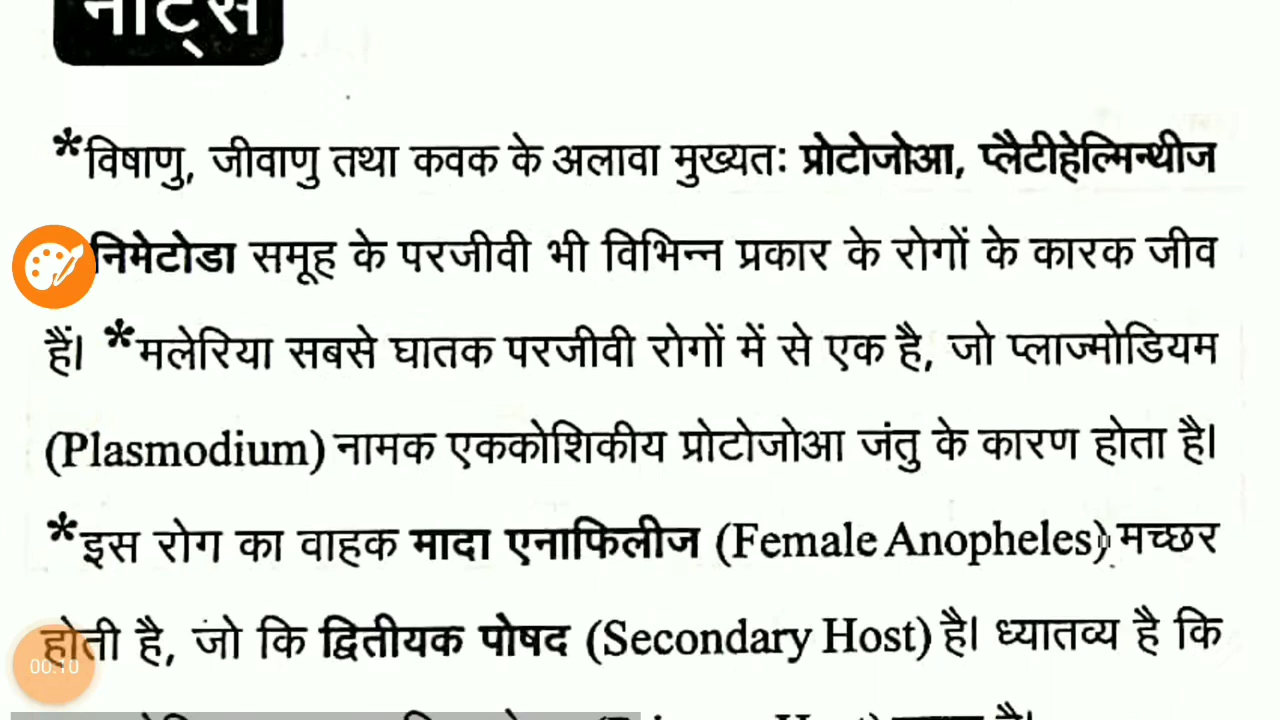 नोट्स
*विषाणु, जीवाणु तथा कवक के अलावा मुख्यतः प्रोटोजोआ, प्लैटीहेल्मिन्थीज
निमेटोडा समूह के परजीवी भी विभिन्न प्रकार के रोगों के कारक जीव
हैं। *मलेरिया सबसे घातक परजीवी रोगों में से एक है, जो प्लाज्मोडियम
(Plasmodium) नामक एककोशिकीय प्रोटोजोआ जंतु के कारण होता है।
*इस रोग का वाहक मादा एनाफिलीज (Female Anopheles) मच्छर
होती है, जो कि द्वितीयक पोषद (Secondary Host) है। ध्यातव्य है कि
00:10